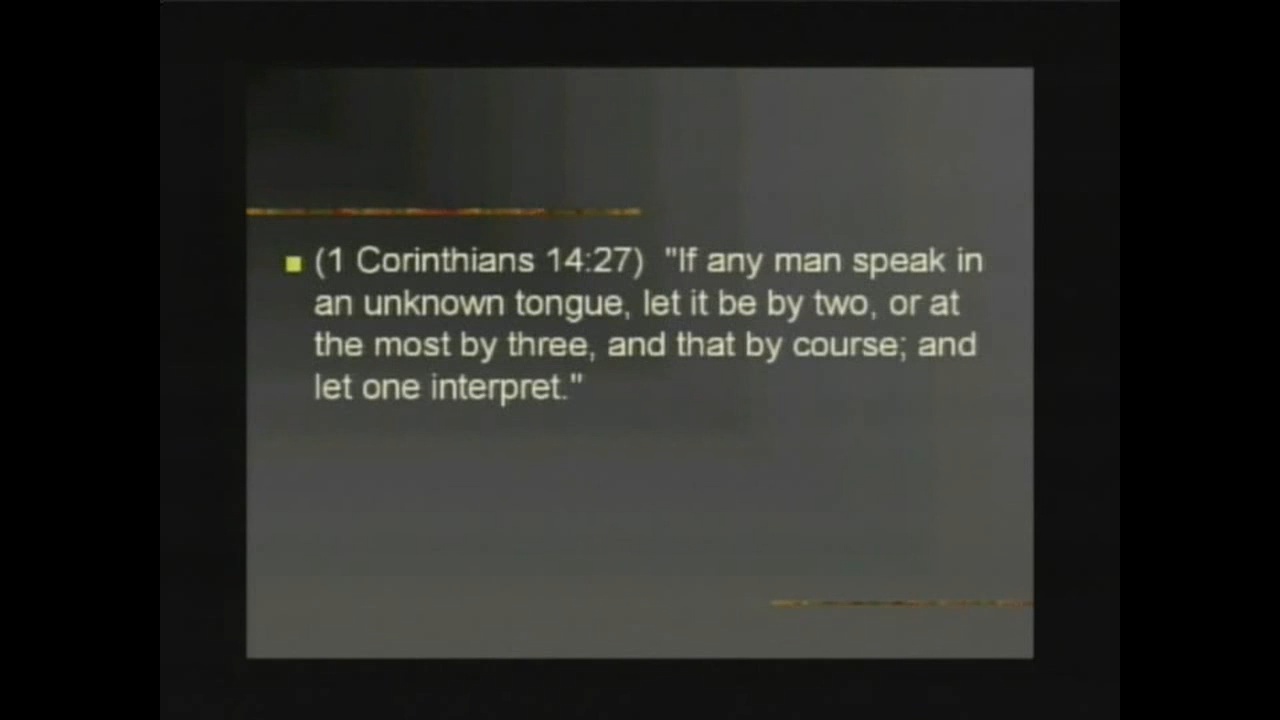 (1 Corinthians 14:27) "If any man speak in
an unknown tongue, let it be by two, or at
the most by three, and that by course; and
let one interpret."